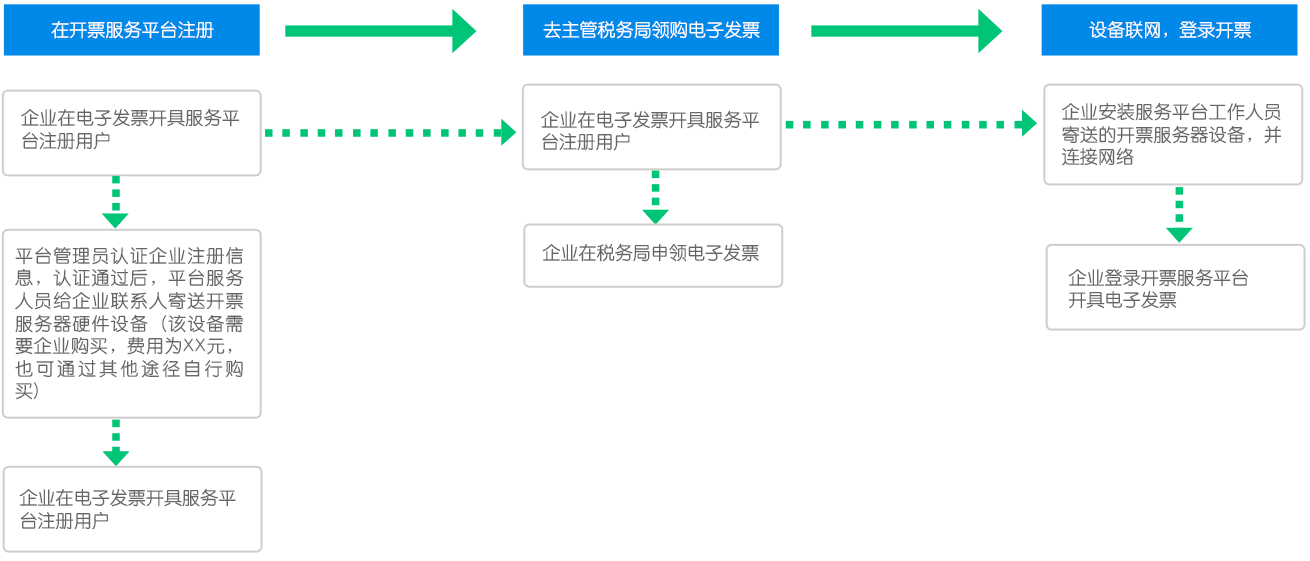 在开票服务平台注册
去主管税务局领购电子发票
设备联网，登录开票
企业在电子发票开具服务平
台注册用户
企业在电子发票开具服务平
台注册用户
企业安装服务平台工作人员
寄送的开票服务器设备，并
连接网络
平台管理员认证企业注册信
息，认证通过后，平台服务
人员给企业联系人寄送开票
服务器硬件设备（该设备需
要企业购买，费用为XX元，
也可通过其他途径自行购
买）
企业在税务局申领电子发票
企业登录开票服务平台
开具电子发票
企业在电子发票开具服务平
台注册用户